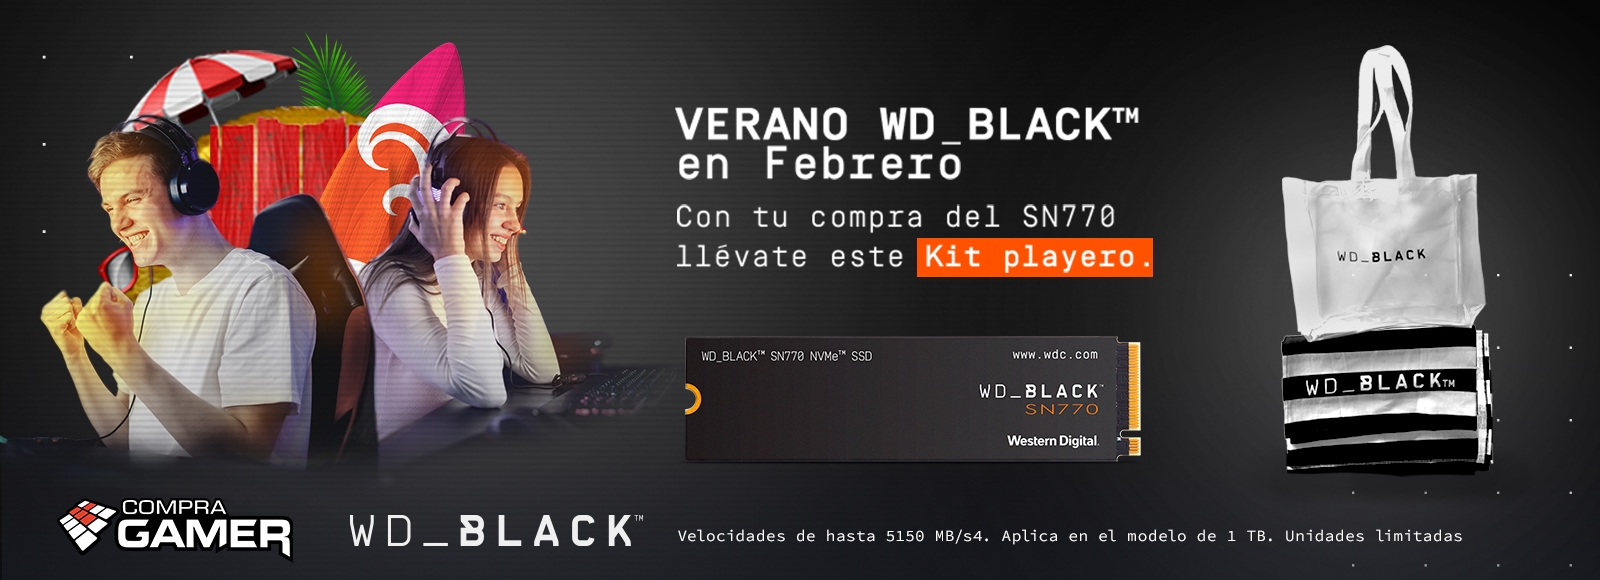 VERANO WD_BLACK™
en Febrero
Con tu compra del SN770
llévate este Kit playero.
WD_BLACK™ SN770 NVMe™ SSD
www.wdc.com
WD_BLACK™
SN770
Western Digital.
WD_BLACK
WD_BLACK™
COMPRA
GAMER
WD_BLACK™
Velocidades de hasta 5150 MB/s4. Aplica en el modelo de 1 TB. Unidades limitadas